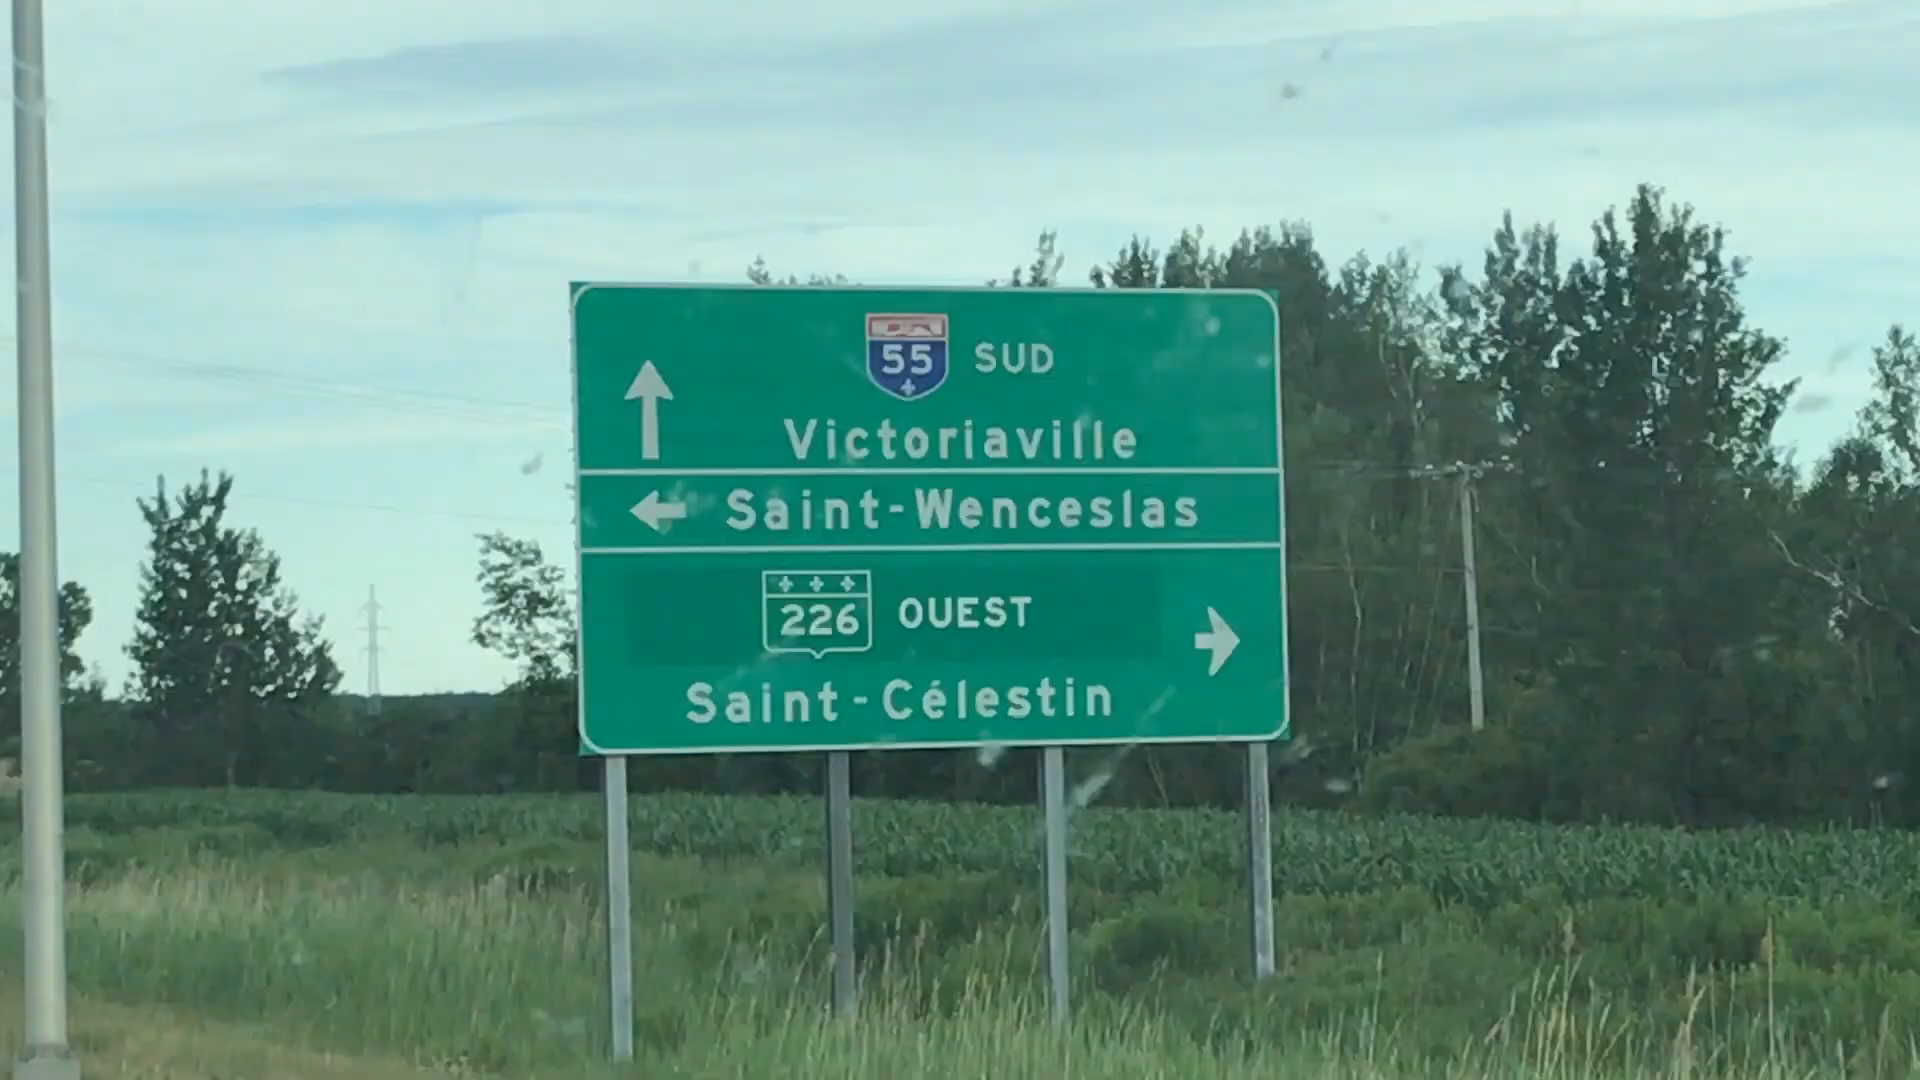 55 SUD
Victoriaville
Saint-Wenceslas
226 OUEST
Saint-Célestin